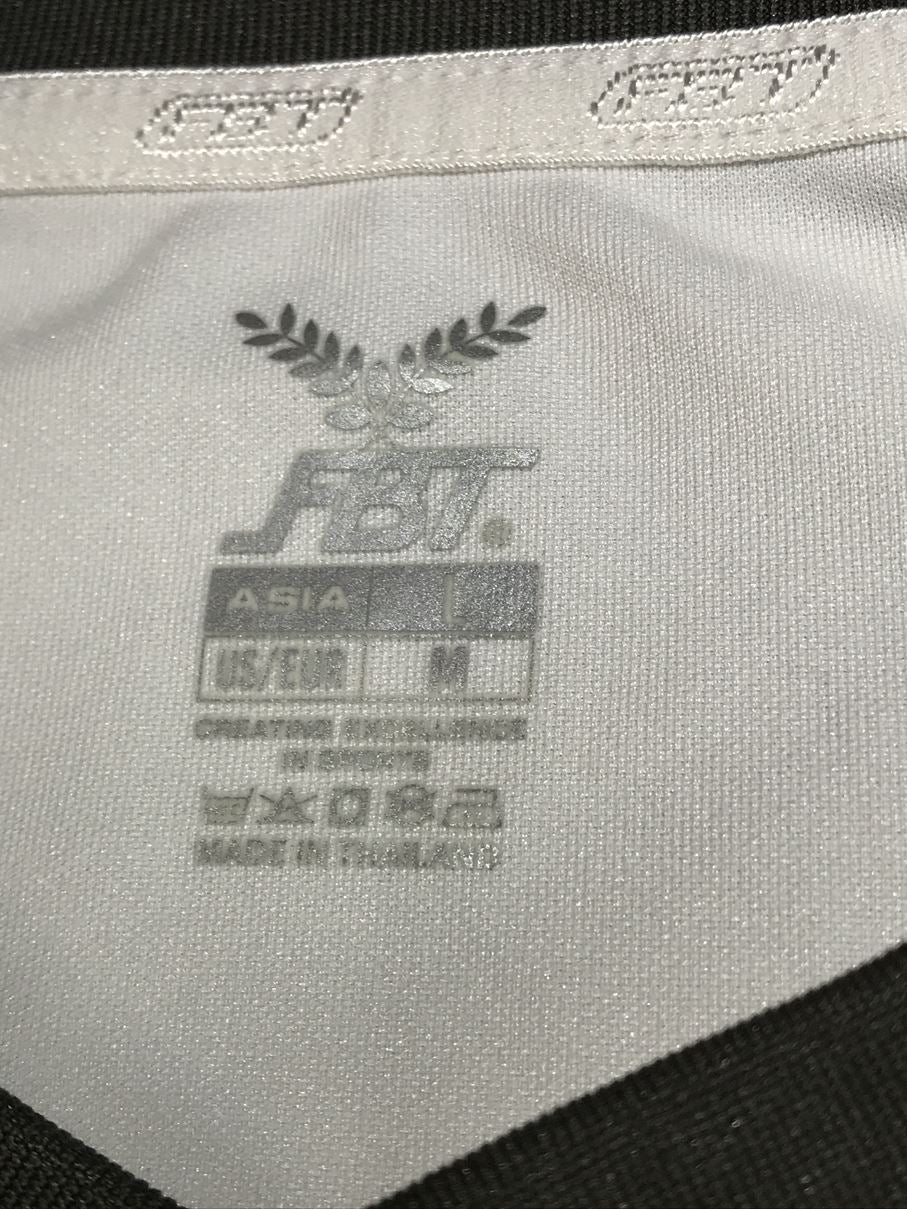 FBT FBT
FBT®
ASIA L
US/EUR M
CREATING EXCELLENCE
IN SPORTS
MADE IN THAILAND